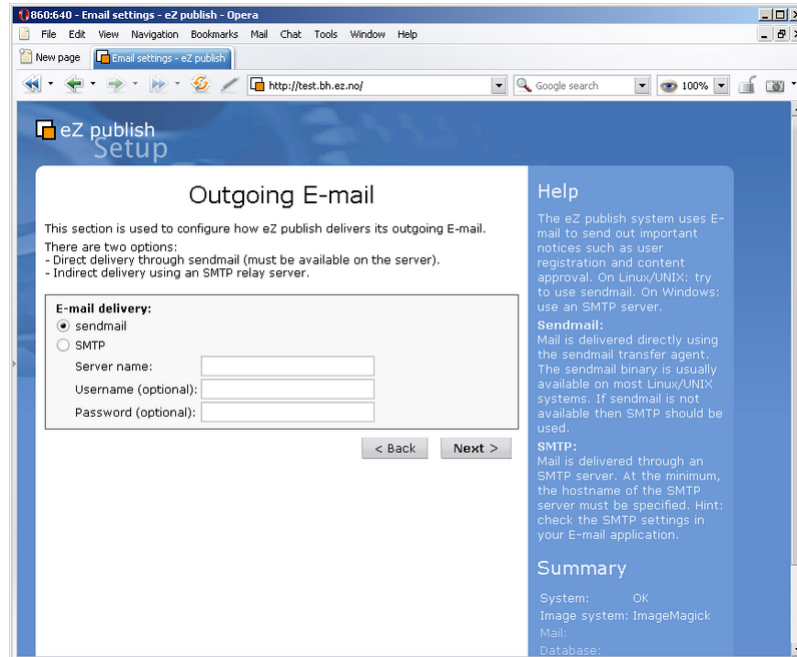 860:640 - Email settings - eZ publish - Opera
File Edit View Navigation Bookmarks Mail Chat Tools Window Help
New page Email settings - eZ publish
http://test.bh.ez.no/ Google search 100%
eZ publish
Setup
Outgoing E-mail
This section is used to configure how eZ publish delivers its outgoing E-mail.
There are two options:
- Direct delivery through sendmail (must be available on the server).
- Indirect delivery using an SMTP relay server.
E-mail delivery:
sendmail
SMTP
Server name:
Username (optional):
Password (optional):
< Back Next >
Help
The eZ publish system uses E-
mail to send out important
notices such as user
registration and content
approval. On Linux/UNIX: try
to use sendmail. On Windows:
use an SMTP server.
Sendmail:
Mail is delivered directly using
the sendmail transfer agent.
The sendmail binary is usually
available on most Linux/UNIX
systems. If sendmail is not
available then SMTP should be
used.
SMTP:
Mail is delivered through an
SMTP server. At the minimum,
the hostname of the SMTP
server must be specified. Hint:
check the SMTP settings in
your E-mail application.
Summary
System: OK
Image system: ImageMagick
Mail:
Database: